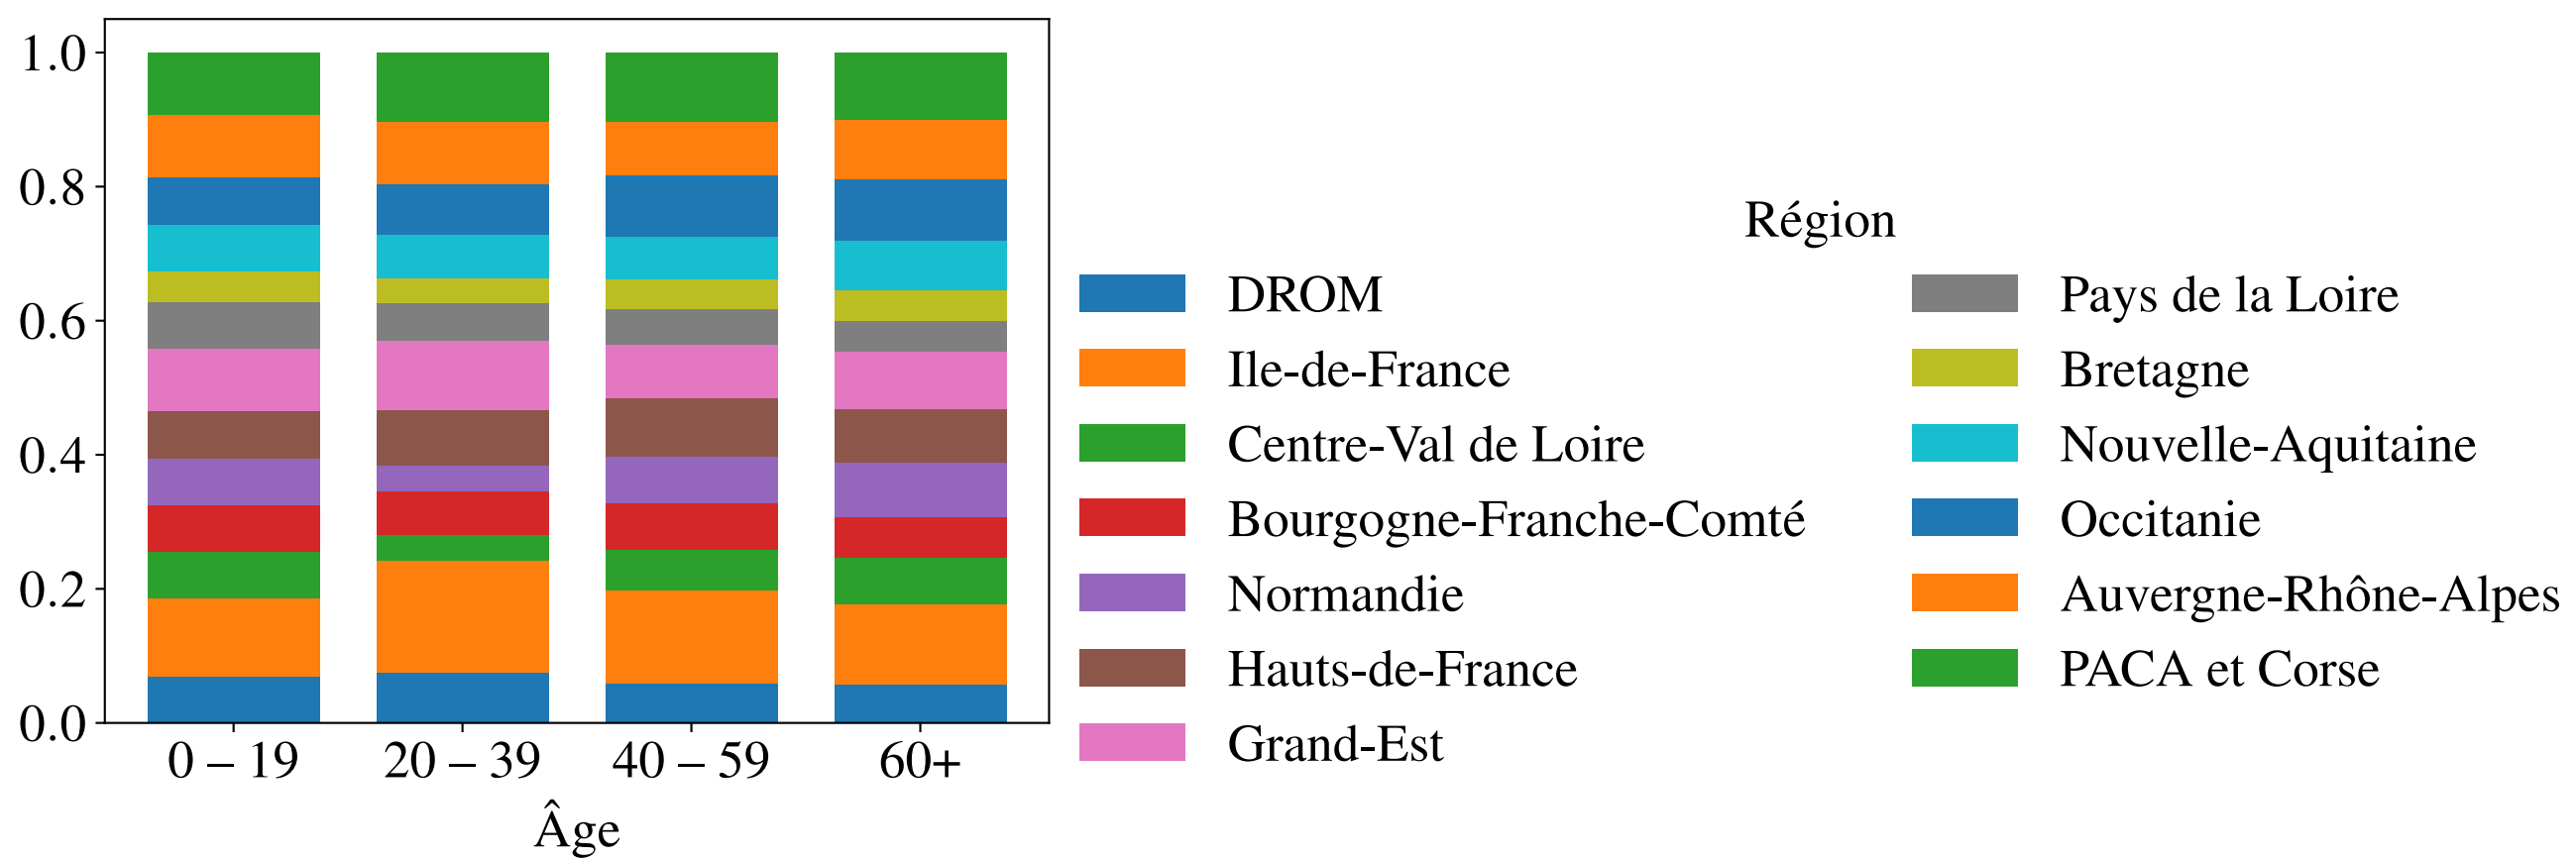 1.0
0.8
0.6
0.4
0.2
0.0
0 – 19
20 – 39
40 – 59
60+
Âge
Région
DROM
Ile-de-France
Centre-Val de Loire
Bourgogne-Franche-Comté
Normandie
Hauts-de-France
Grand-Est
Pays de la Loire
Bretagne
Nouvelle-Aquitaine
Occitanie
Auvergne-Rhône-Alpes
PACA et Corse